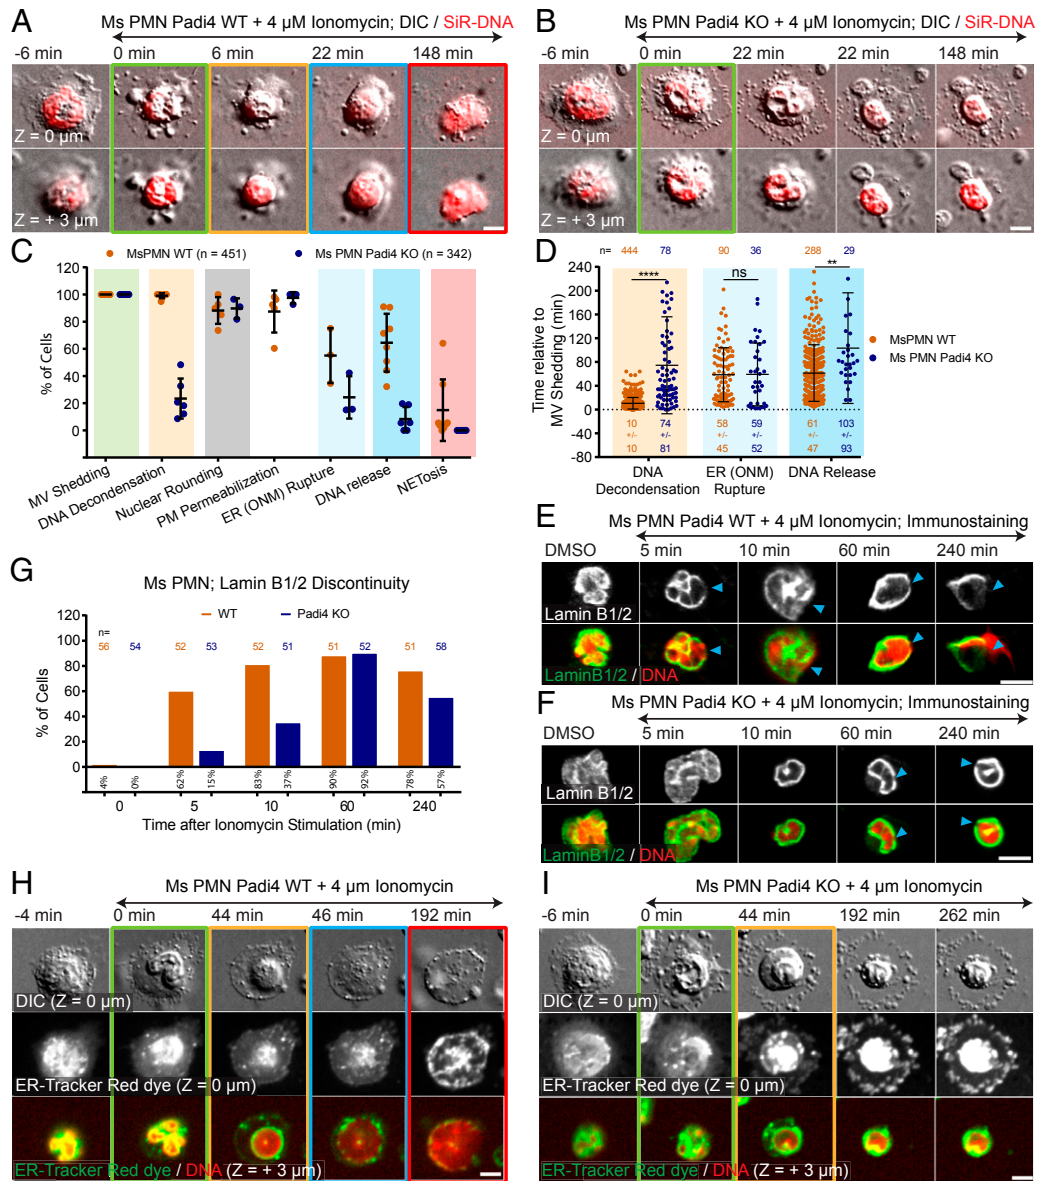 A
Ms PMN Padi4 WT + 4 µM Ionomycin; DIC / SiR-DNA
-6 min 0 min 6 min 22 min 148 min
Z = 0 µm
Z = + 3 µm
B
Ms PMN Padi4 KO + 4 µM Ionomycin; DIC / SiR-DNA
-6 min 0 min 22 min 22 min 148 min
Z = 0 µm
Z = + 3 µm
C
MsPMN WT (n = 451) Ms PMN Padi4 KO (n = 342)
% of Cells
120
100
80
60
40
20
0
MV Shedding
DNA Decondensation
Nuclear Rounding
PM Permeabilization
ER (ONM) Rupture
DNA release
NETosis
D
n= 444 78 90 36 288 29
Time relative to
MV Shedding (min)
240
200
160
120
80
40
0
-40
-80
**** ns **
10 74 58 59 61 103
+/- +/- +/- +/- +/- +/-
10 81 45 52 47 93
DNA
Decondensation
ER (ONM)
Rupture
DNA Release
MsPMN WT
Ms PMN Padi4 KO
E
Ms PMN Padi4 WT + 4 µM Ionomycin; Immunostaining
DMSO 5 min 10 min 60 min 240 min
Lamin B1/2
LaminB1/2 / DNA
F
Ms PMN Padi4 KO + 4 µM Ionomycin; Immunostaining
DMSO 5 min 10 min 60 min 240 min
Lamin B1/2
LaminB1/2 / DNA
G
Ms PMN; Lamin B1/2 Discontinuity
WT Padi4 KO
% of Cells
120
100
80
60
40
20
0
n=
56 54 52 53 52 51 51 52 51 58
4% 0% 62% 15% 83% 37% 90% 92% 78% 57%
0 5 10 60 240
Time after Ionomycin Stimulation (min)
H
Ms PMN Padi4 WT + 4 µm Ionomycin
-4 min 0 min 44 min 46 min 192 min
DIC (Z = 0 µm)
ER-Tracker Red dye (Z = 0 µm)
ER-Tracker Red dye / DNA (Z = + 3 µm)
I
Ms PMN Padi4 KO + 4 µm Ionomycin
-6 min 0 min 44 min 192 min 262 min
DIC (Z = 0 µm)
ER-Tracker Red dye (Z = 0 µm)
ER-Tracker Red dye / DNA (Z = + 3 µm)